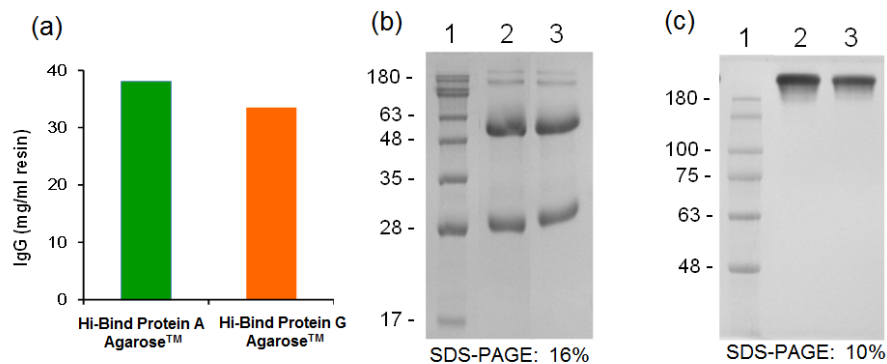 (a)
40
30
20
10
0
IgG (mg/ml resin)
Hi-Bind Protein A
Agarose™
Hi-Bind Protein G
Agarose™
(b)
1 2 3
180 -
63 -
48 -
35 -
28 -
17 -
SDS-PAGE: 16%
(c)
1 2 3
180 -
100 -
75 -
63 -
48 -
SDS-PAGE: 10%